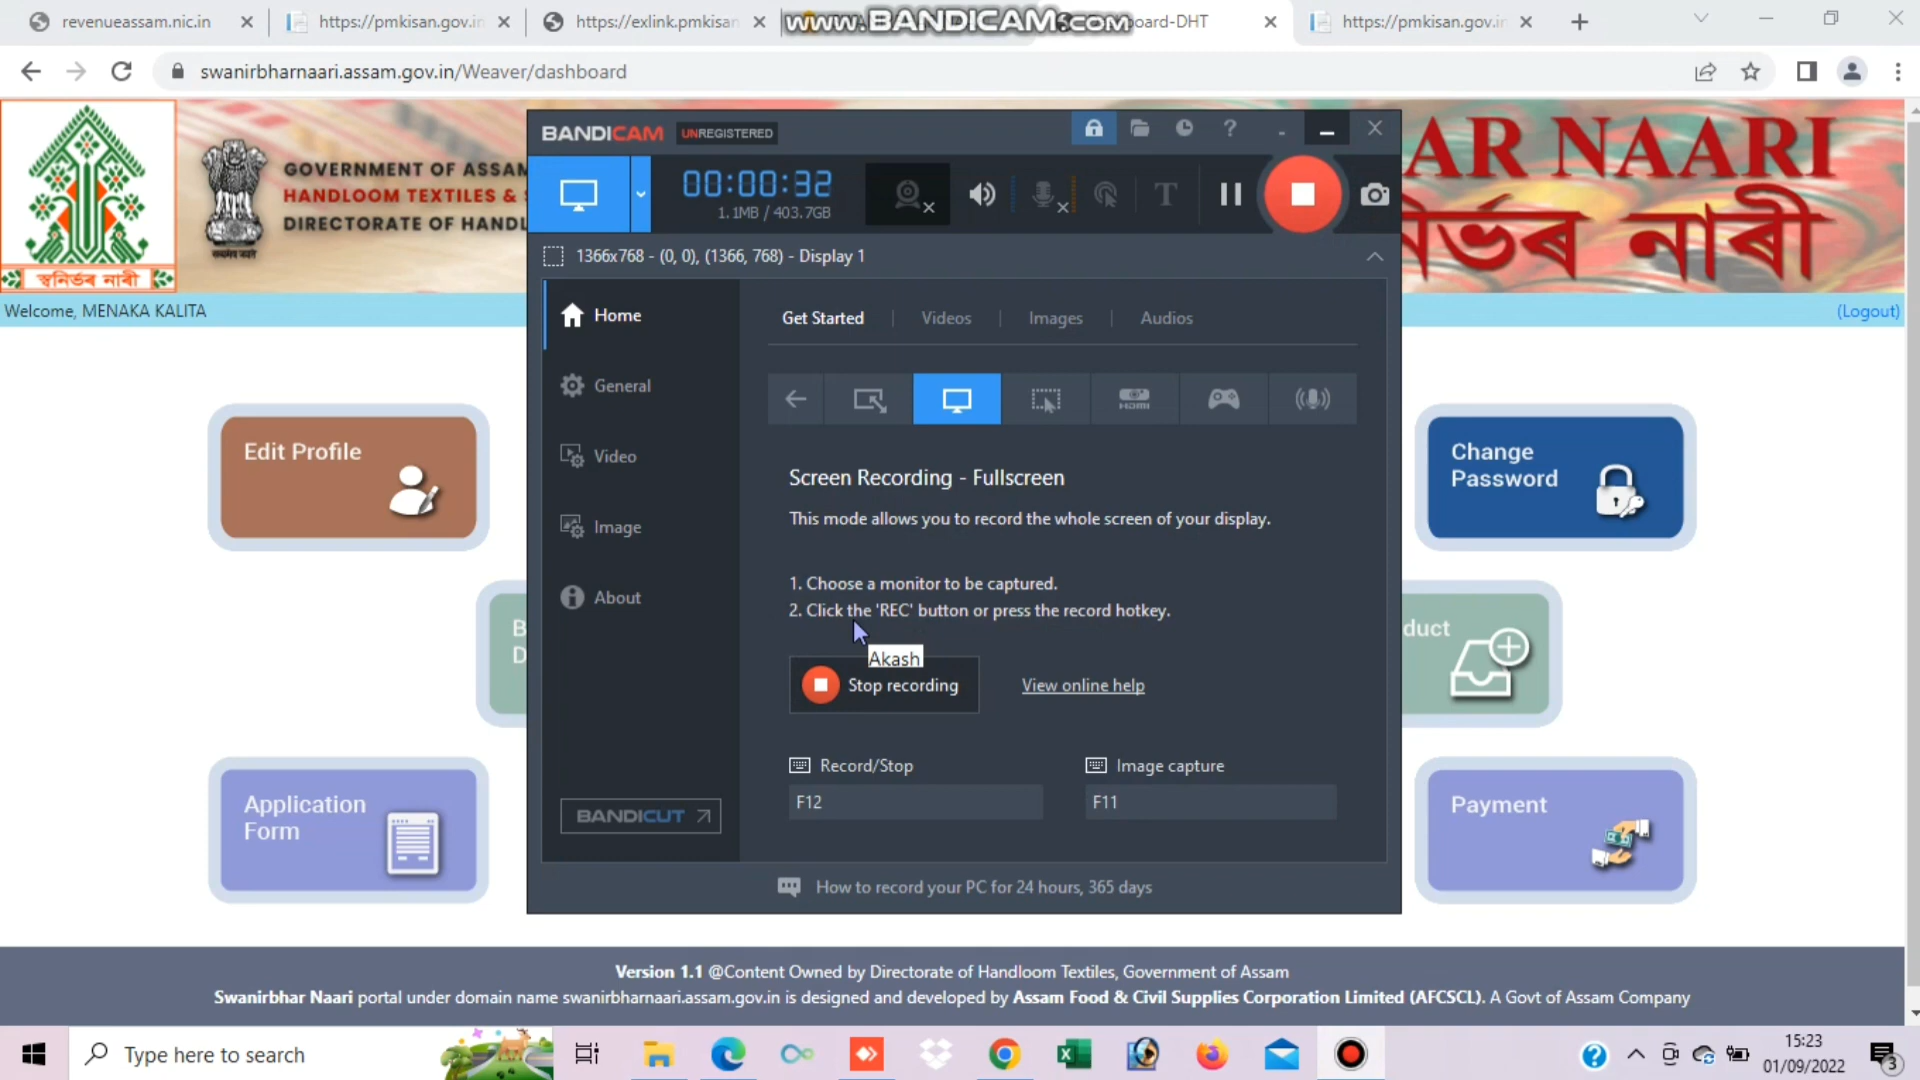 revenueassam.nic.in
https://pmkisan.gov.in
https://exlink.pmkisan
www.BANDICAM.com
board-DHT
https://pmkisan.gov.in
swanirbharnaari.assam.gov.in/Weaver/dashboard
স্বনিৰ্ভৰ নাৰী
सत्यमेव जयते
GOVERNMENT OF ASSAM
HANDLOOM TEXTILES & S
DIRECTORATE OF HANDL
AR NAARI
নিৰ্ভৰ নাৰী
Welcome, MENAKA KALITA
(Logout)
BANDICAM UNREGISTERED
00:00:32
1.1MB / 403.7GB
1366x768 - (0, 0), (1366, 768) - Display 1
Home
General
Video
Image
About
BANDICUT
Get Started
Videos
Images
Audios
HDMI
Screen Recording - Fullscreen
This mode allows you to record the whole screen of your display.
1. Choose a monitor to be captured.
2. Click the 'REC' button or press the record hotkey.
Akash
Stop recording
View online help
Record/Stop
Image capture
F12
F11
How to record your PC for 24 hours, 365 days
Edit Profile
Change
Password
B
D
duct
Application
Form
Payment
Version 1.1 @Content Owned by Directorate of Handloom Textiles, Government of Assam
Swanirbhar Naari portal under domain name swanirbharnaari.assam.gov.in is designed and developed by Assam Food & Civil Supplies Corporation Limited (AFCSCL). A Govt of Assam Company
Type here to search
15:23
01/09/2022
3